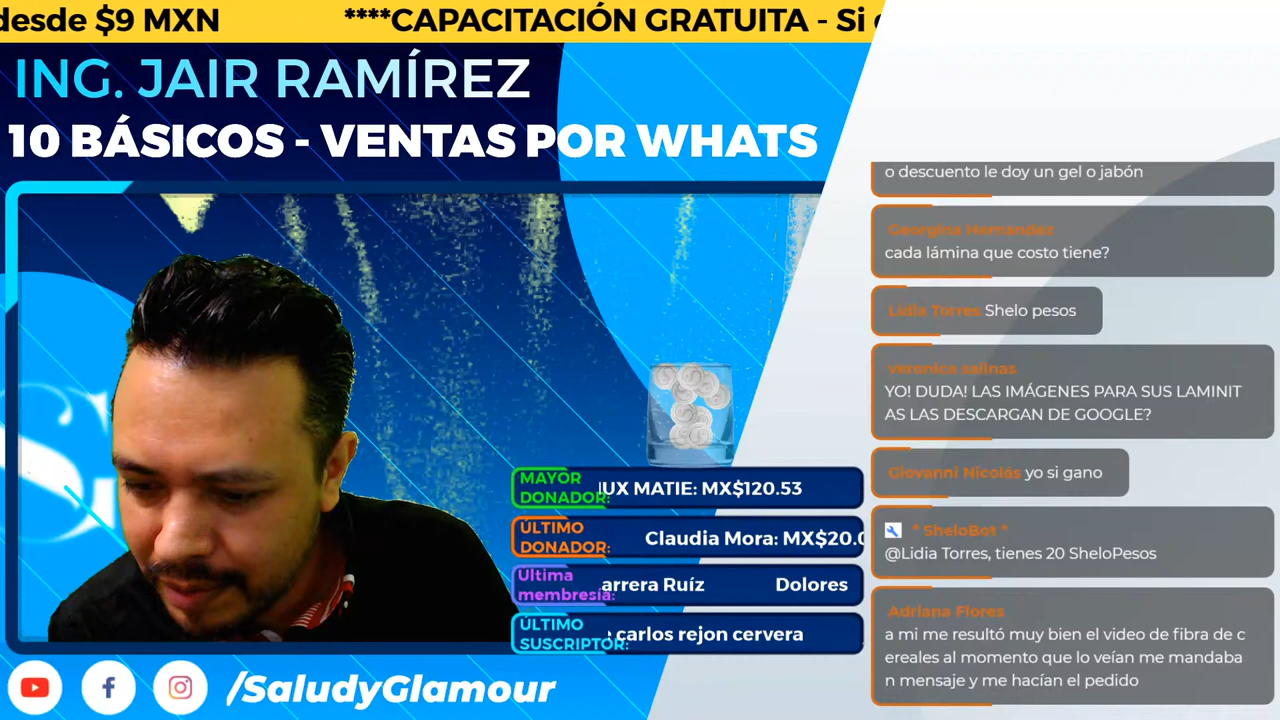 desde $9 MXN ****CAPACITACIÓN GRATUITA - Si
ING. JAIR RAMÍREZ
10 BÁSICOS - VENTAS POR WHATS
MAYOR
DONADOR:
UX MATIE: MX$120.53
ÚLTIMO
DONADOR:
Claudia Mora: MX$20.0
Última
membresía:
arrera Ruíz Dolores
ÚLTIMO
SUSCRIPTOR:
carlos rejon cervera
/SaludyGlamour
o descuento le doy un gel o jabón
Georgina Hernandez
cada lámina que costo tiene?
Lidia Torres Shelo pesos
veronica salinas
YO! DUDA! LAS IMÁGENES PARA SUS LAMINIT
AS LAS DESCARGAN DE GOOGLE?
Giovanni Nicolás yo si gano
* SheloBot *
@Lidia Torres, tienes 20 SheloPesos
Adriana Flores
a mi me resultó muy bien el video de fibra de c
ereales al momento que lo veían me mandaba
n mensaje y me hacían el pedido